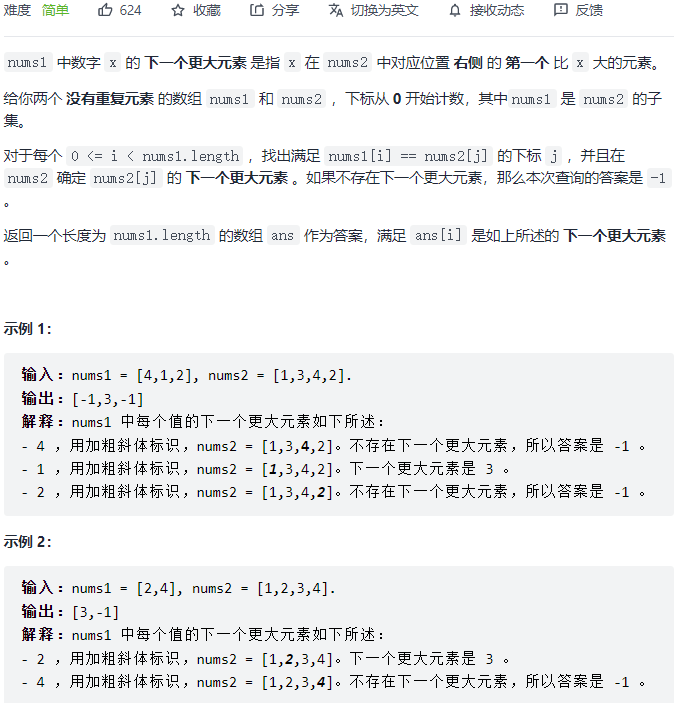 难度 简单 624 收藏 分享 切换为英文 接收动态 反馈
nums1 中数字 x 的 下一个更大元素 是指 x 在 nums2 中对应位置 右侧 的 第一个 比 x 大的元素。
给你两个 没有重复元素 的数组 nums1 和 nums2 ，下标从 0 开始计数，其中nums1 是 nums2 的子
集。
对于每个 0 <= i < nums1.length ，找出满足 nums1[i] == nums2[j] 的下标 j ，并且在
nums2 确定 nums2[j] 的 下一个更大元素 。如果不存在下一个更大元素，那么本次查询的答案是 -1
。
返回一个长度为 nums1.length 的数组 ans 作为答案，满足 ans[i] 是如上所述的 下一个更大元素
。
示例 1：
输入：nums1 = [4,1,2], nums2 = [1,3,4,2].
输出：[-1,3,-1]
解释：nums1 中每个值的下一个更大元素如下所述：
- 4 ，用加粗斜体标识，nums2 = [1,3,4,2]。不存在下一个更大元素，所以答案是 -1 。
- 1 ，用加粗斜体标识，nums2 = [1,3,4,2]。下一个更大元素是 3 。
- 2 ，用加粗斜体标识，nums2 = [1,3,4,2]。不存在下一个更大元素，所以答案是 -1 。
示例 2：
输入：nums1 = [2,4], nums2 = [1,2,3,4].
输出：[3,-1]
解释：nums1 中每个值的下一个更大元素如下所述：
- 2 ，用加粗斜体标识，nums2 = [1,2,3,4]。下一个更大元素是 3 。
- 4 ，用加粗斜体标识，nums2 = [1,2,3,4]。不存在下一个更大元素，所以答案是 -1 。